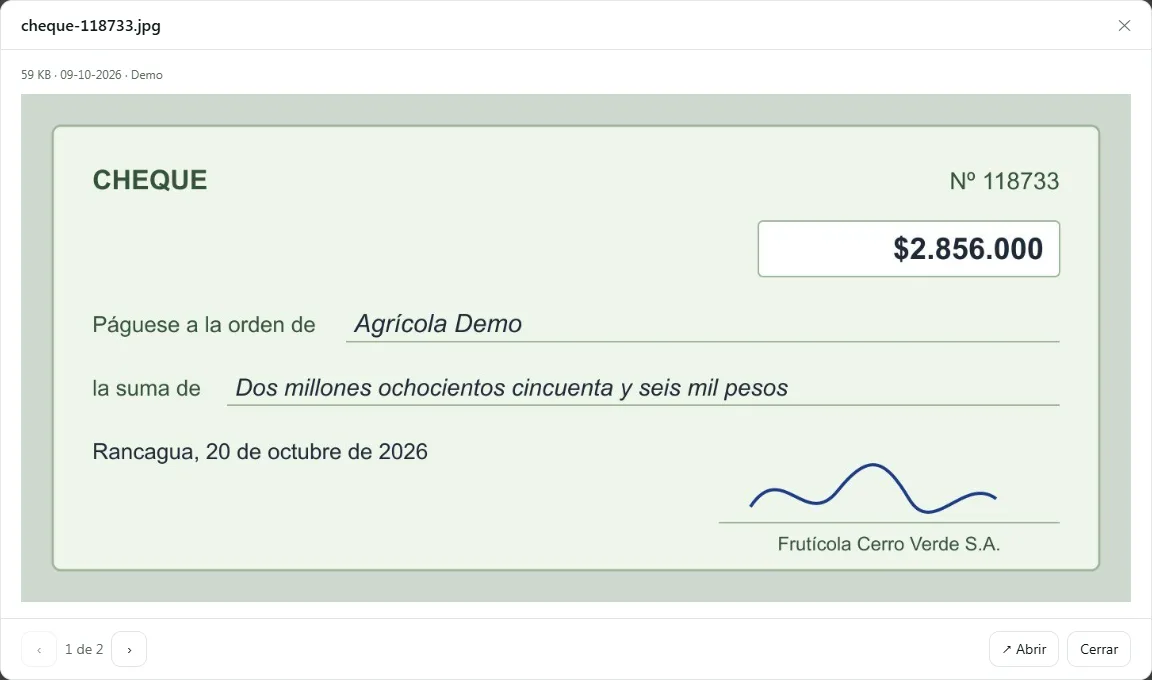 cheque-118733.jpg
59 KB · 09-10-2026 · Demo
CHEQUE
Nº 118733
$2.856.000
Páguese a la orden de Agrícola Demo
la suma de Dos millones ochocientos cincuenta y seis mil pesos
Rancagua, 20 de octubre de 2026
Frutícola Cerro Verde S.A.
‹ 1 de 2 ›
↗ Abrir
Cerrar